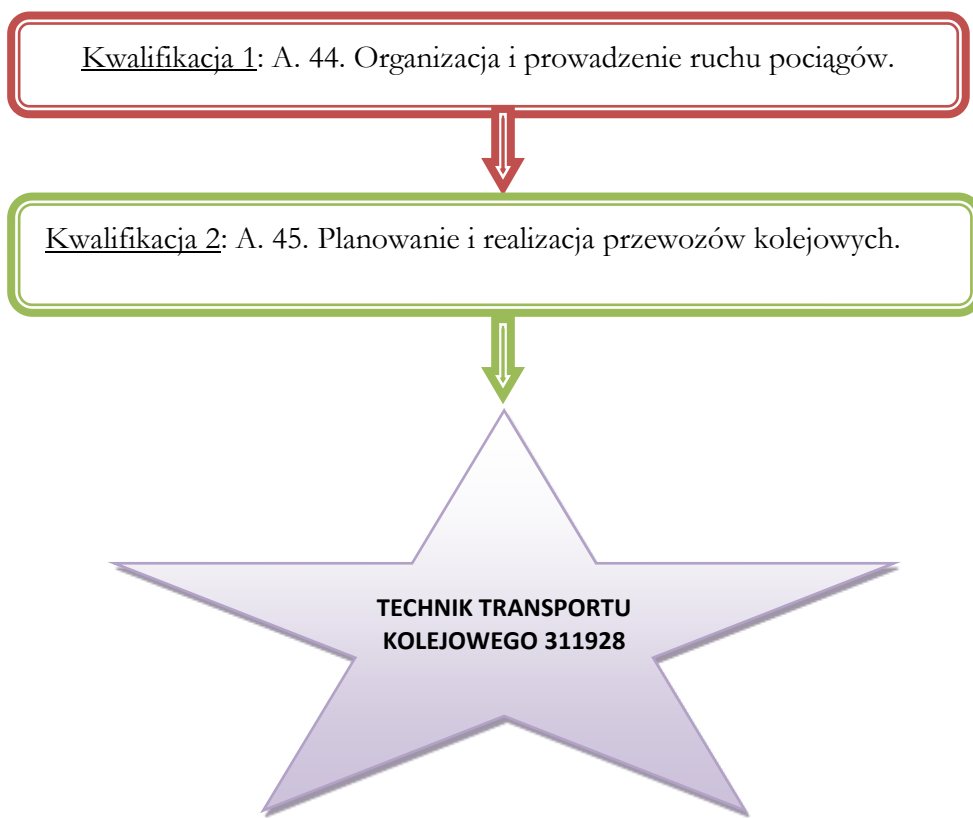 Kwalifikacja 1: A. 44. Organizacja i prowadzenie ruchu pociągów.
Kwalifikacja 2: A. 45. Planowanie i realizacja przewozów kolejowych.
TECHNIK TRANSPORTU
KOLEJOWEGO 311928